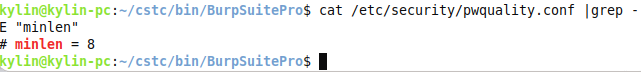 kylin@kylin-pc:~/cstc/bin/BurpSuitePro$ cat /etc/security/pwquality.conf |grep -
E "minlen"
# minlen = 8
kylin@kylin-pc:~/cstc/bin/BurpSuitePro$